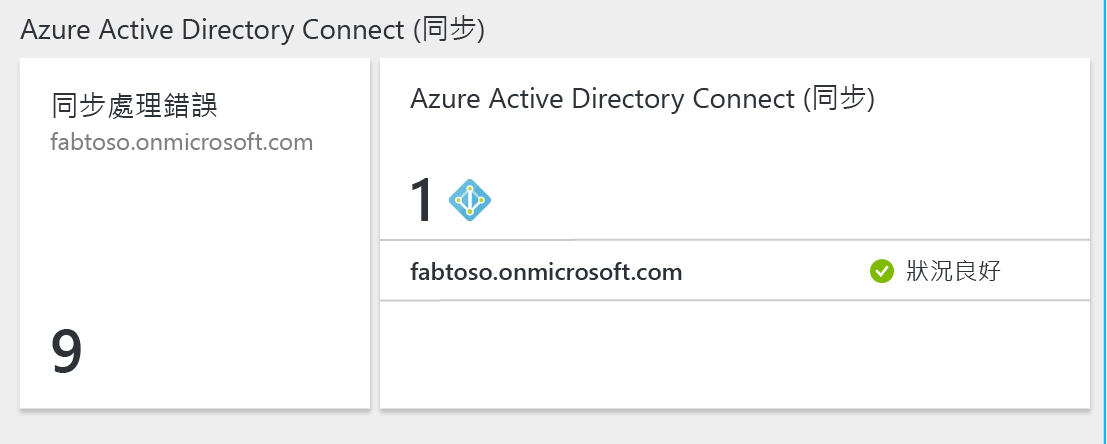 Azure Active Directory Connect (同步)
同步處理錯誤
fabtoso.onmicrosoft.com
9
Azure Active Directory Connect (同步)
1
fabtoso.onmicrosoft.com 狀況良好